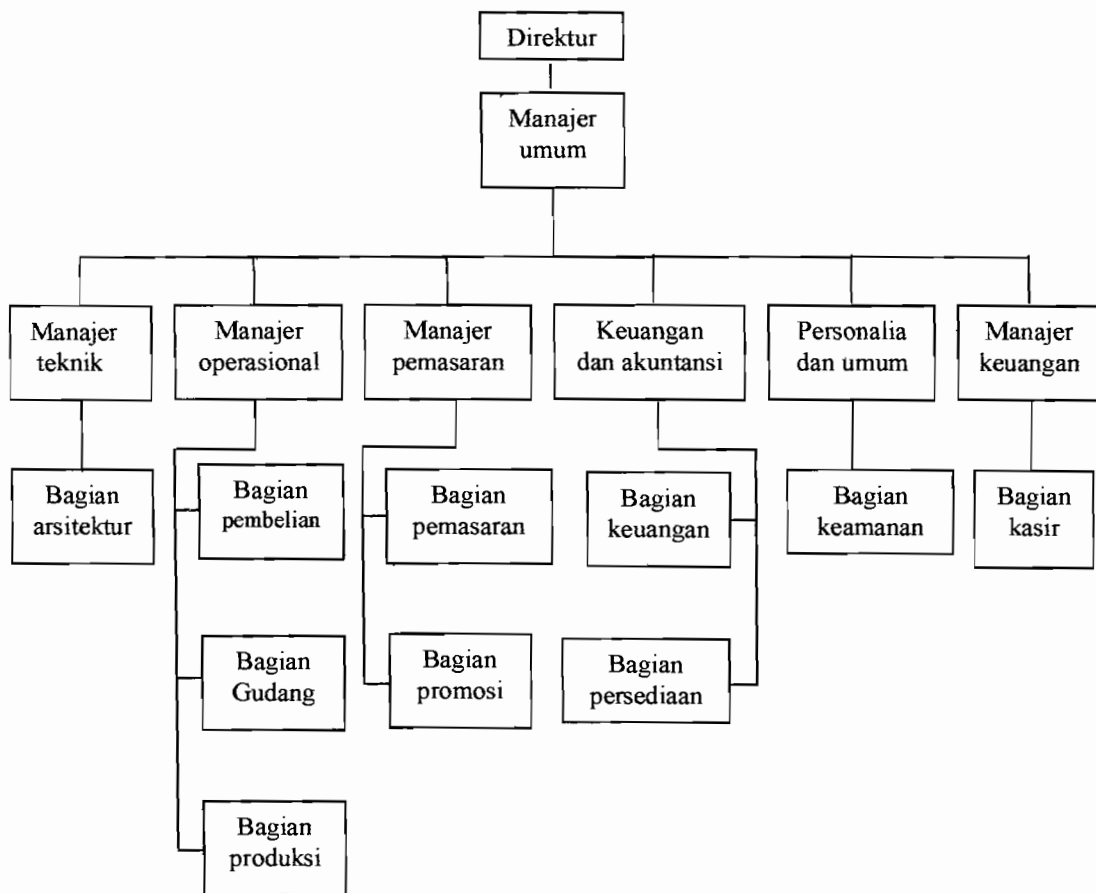 Direktur
Manajer
umum
Manajer
teknik
Manajer
operasional
Manajer
pemasaran
Keuangan
dan akuntansi
Personalia
dan umum
Manajer
keuangan
Bagian
arsitektur
Bagian
pembelian
Bagian
pemasaran
Bagian
keuangan
Bagian
keamanan
Bagian
kasir
Bagian
Gudang
Bagian
promosi
Bagian
persediaan
Bagian
produksi